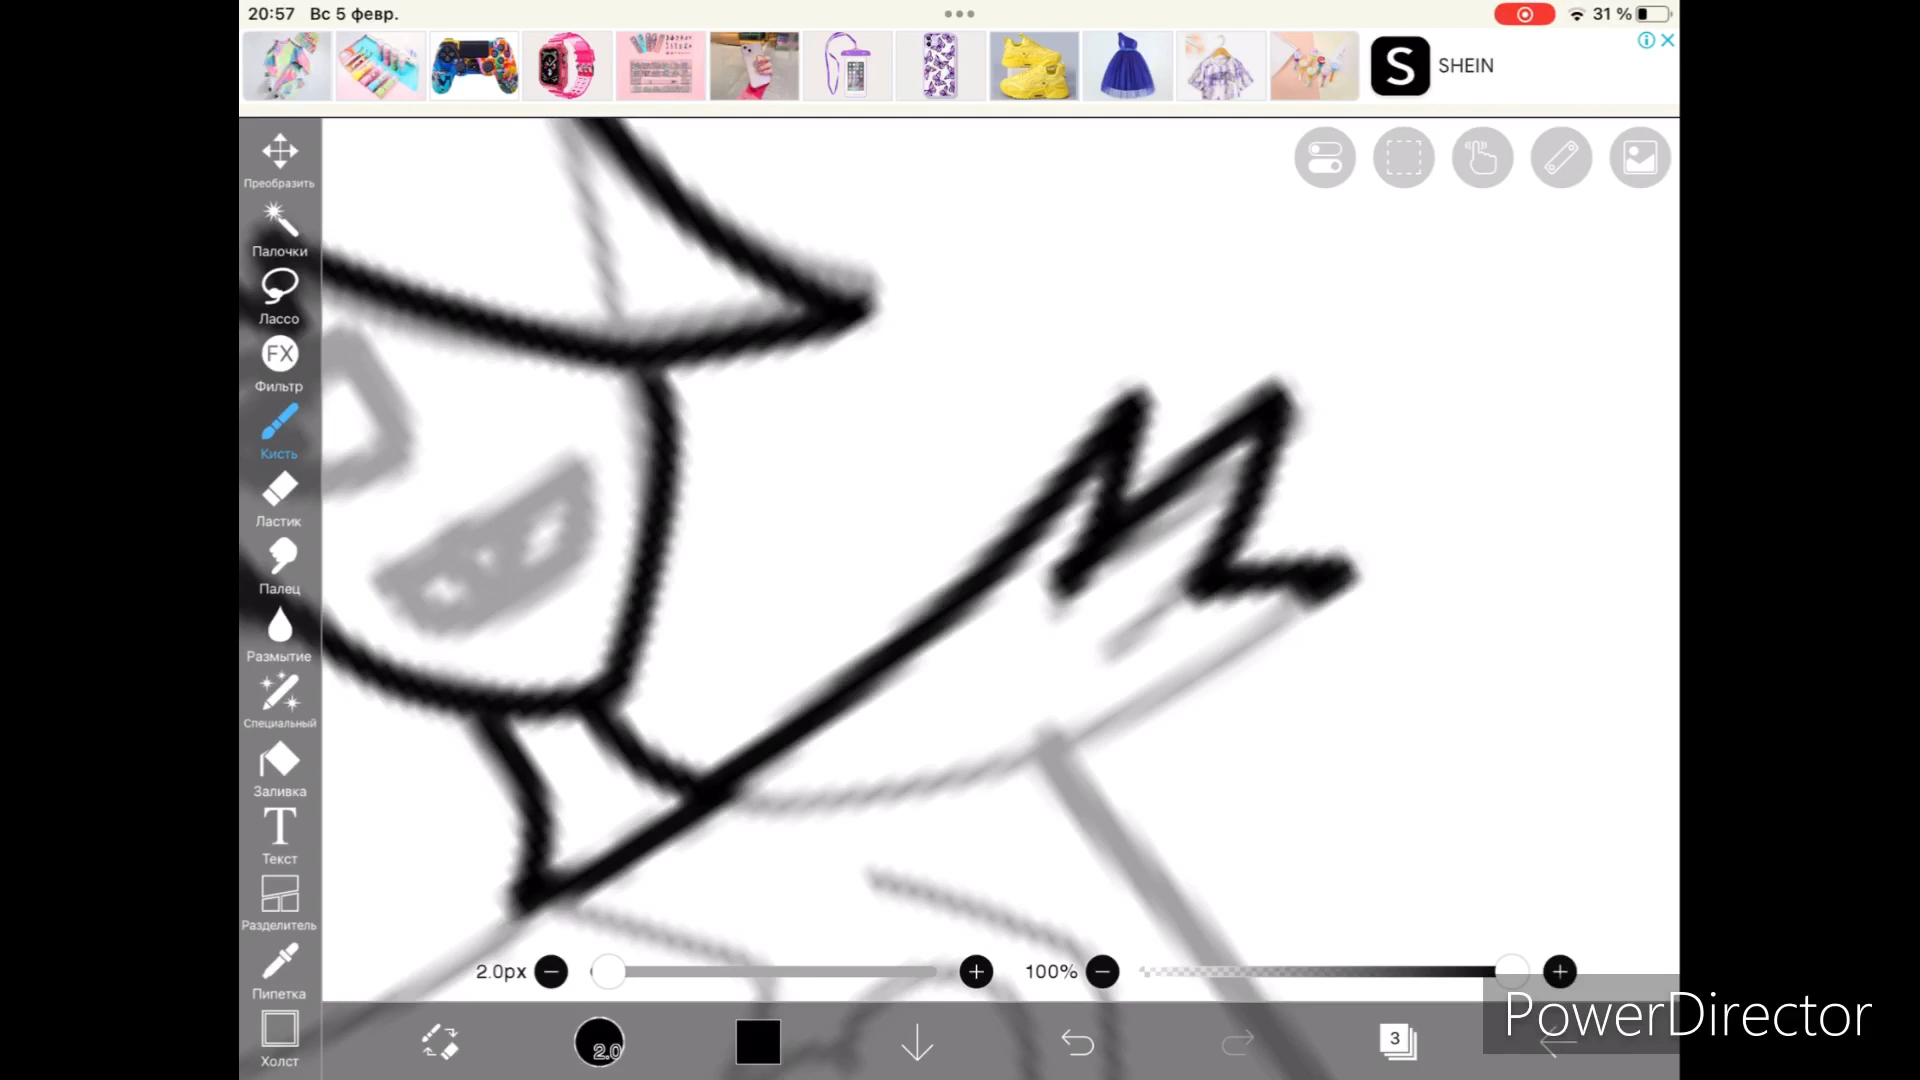 20:57 Вс 5 февр.
31 %
S SHEIN
Преобразить
Палочки
Лассо
FX
Фильтр
Кисть
Ластик
Палец
Размытие
Специальный
Заливка
T
Текст
Разделитель
Пипетка
Холст
2.0px
100%
2.0
3
PowerDirector